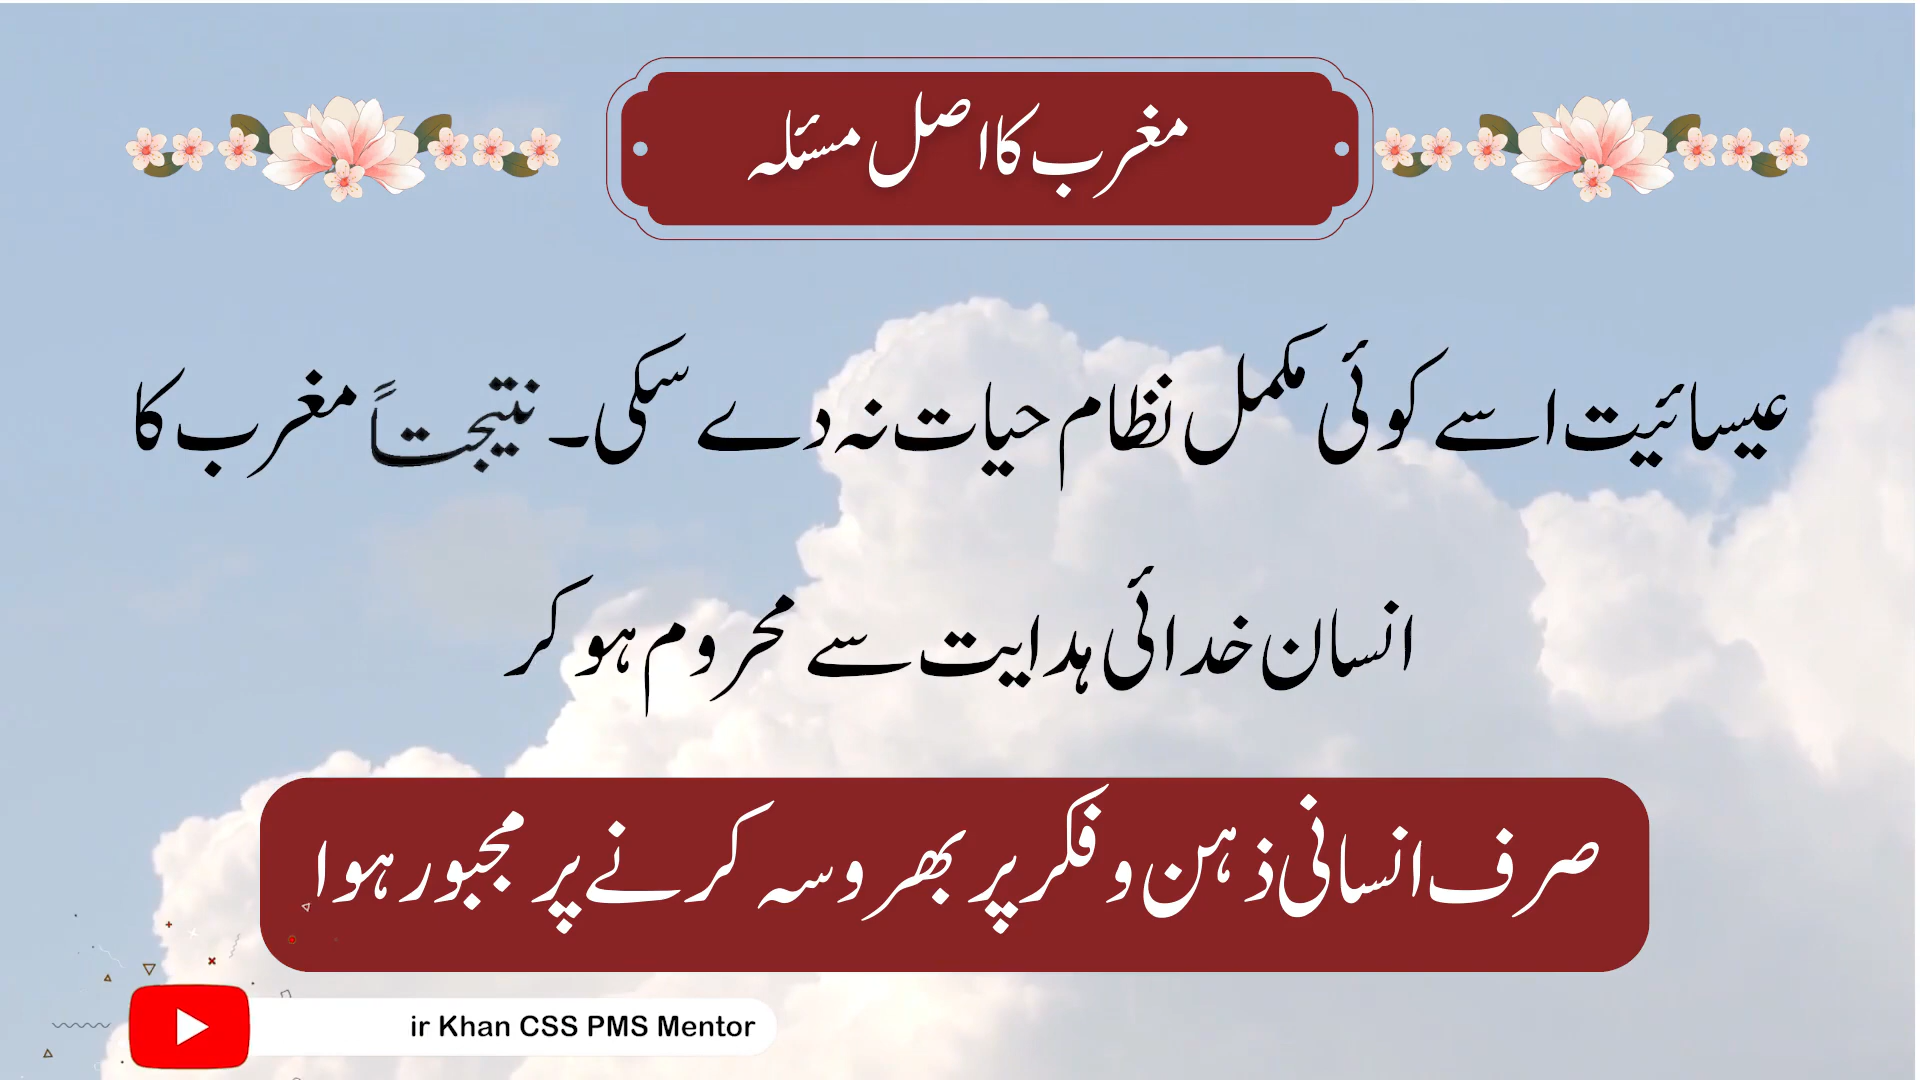 مغرب کا اصل مسئلہ
عیسائیت اسے کوئی مکمل نظام حیات نہ دے سکی۔ نتیجتاً مغرب کا
انسان خدائی ہدایت سے محروم ہو کر
صرف انسانی ذہن و فکر پر بھروسہ کرنے پر مجبور ہوا
ir Khan CSS PMS Mentor